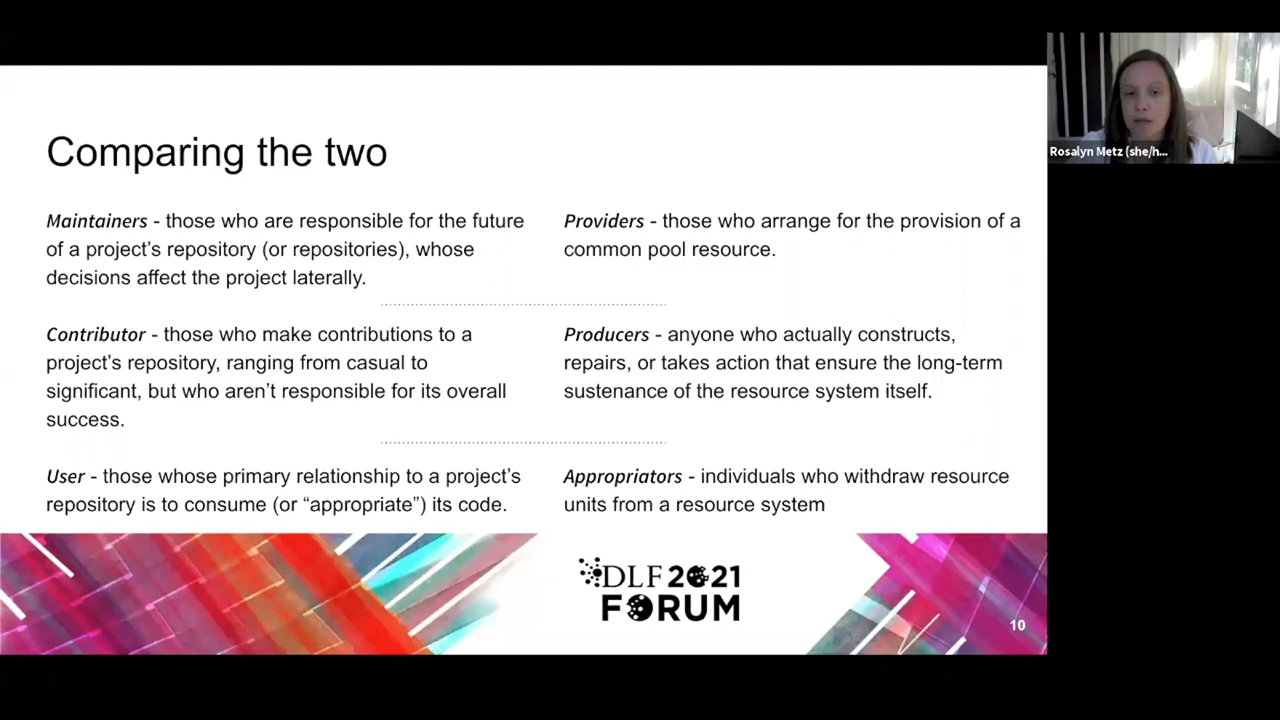 Comparing the two
Maintainers - those who are responsible for the future
of a project's repository (or repositories), whose
decisions affect the project laterally.
Providers - those who arrange for the provision of a
common pool resource.
Contributor - those who make contributions to a
project's repository, ranging from casual to
significant, but who aren't responsible for its overall
success.
Producers - anyone who actually constructs,
repairs, or takes action that ensure the long-term
sustenance of the resource system itself.
User - those whose primary relationship to a project's
repository is to consume (or “appropriate”) its code.
Appropriators - individuals who withdraw resource
units from a resource system
DLF 2021
FORUM
10
Rosalyn Metz (she/h...